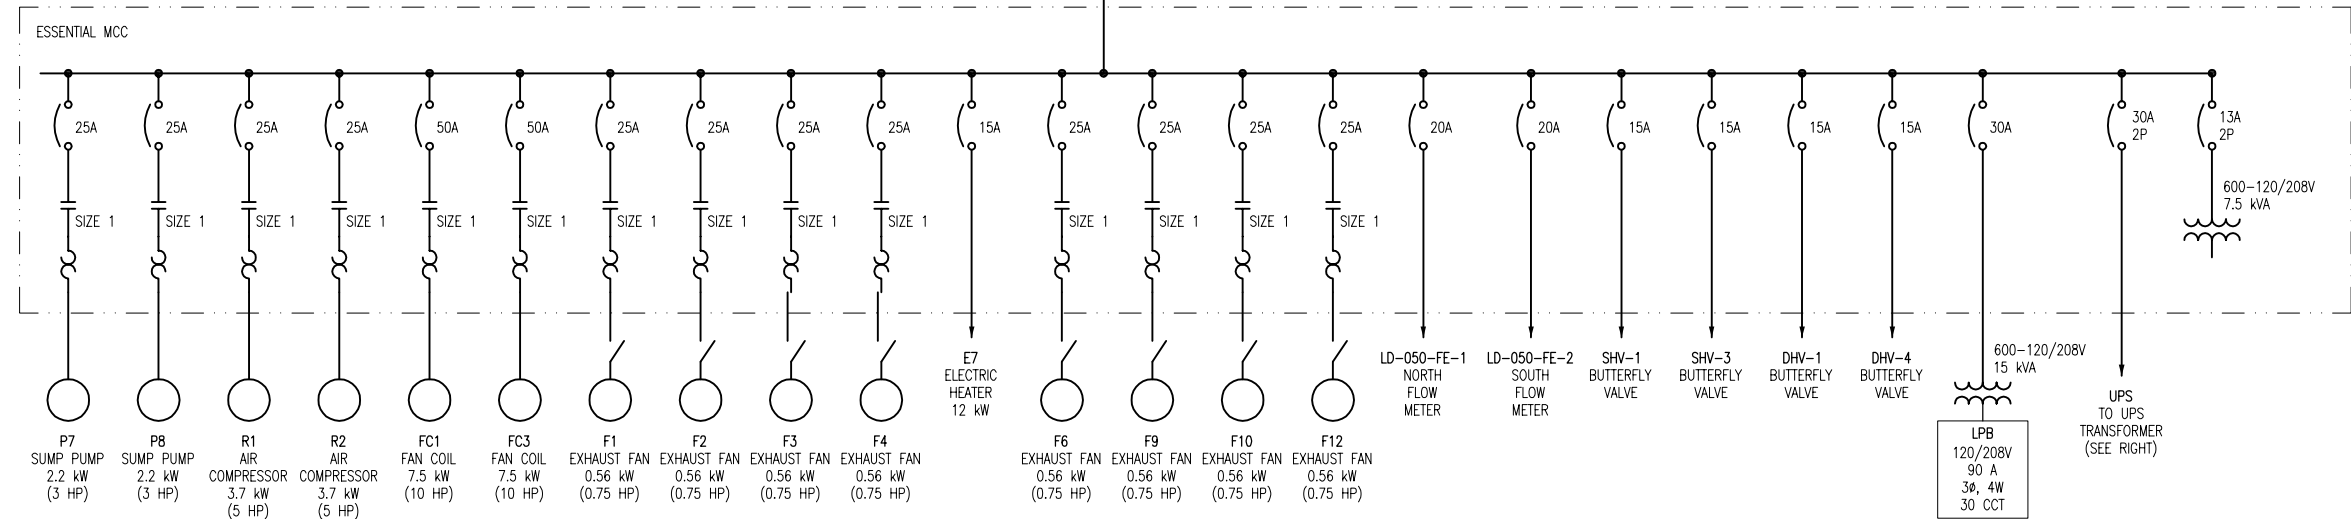 ESSENTIAL MCC
25A
25A
25A
25A
50A
50A
25A
25A
25A
25A
15A
25A
25A
25A
25A
20A
20A
15A
15A
15A
15A
30A
30A
2P
13A
2P
SIZE 1
SIZE 1
SIZE 1
SIZE 1
SIZE 1
SIZE 1
SIZE 1
SIZE 1
SIZE 1
SIZE 1
SIZE 1
SIZE 1
SIZE 1
SIZE 1
600-120/208V
7.5 kVA
P7
SUMP PUMP
2.2 kW
(3 HP)
P8
SUMP PUMP
2.2 kW
(3 HP)
R1
AIR
COMPRESSOR
3.7 kW
(5 HP)
R2
AIR
COMPRESSOR
3.7 kW
(5 HP)
FC1
FAN COIL
7.5 kW
(10 HP)
FC3
FAN COIL
7.5 kW
(10 HP)
F1
EXHAUST FAN
0.56 kW
(0.75 HP)
F2
EXHAUST FAN
0.56 kW
(0.75 HP)
F3
EXHAUST FAN
0.56 kW
(0.75 HP)
F4
EXHAUST FAN
0.56 kW
(0.75 HP)
E7
ELECTRIC
HEATER
12 kW
F6
EXHAUST FAN
0.56 kW
(0.75 HP)
F9
EXHAUST FAN
0.56 kW
(0.75 HP)
F10
EXHAUST FAN
0.56 kW
(0.75 HP)
F12
EXHAUST FAN
0.56 kW
(0.75 HP)
LD-050-FE-1
NORTH
FLOW
METER
LD-050-FE-2
SOUTH
FLOW
METER
SHV-1
BUTTERFLY
VALVE
SHV-3
BUTTERFLY
VALVE
DHV-1
BUTTERFLY
VALVE
DHV-4
BUTTERFLY
VALVE
600-120/208V
15 kVA
LPB
120/208V
90 A
3ø, 4W
30 CCT
UPS
TO UPS
TRANSFORMER
(SEE RIGHT)